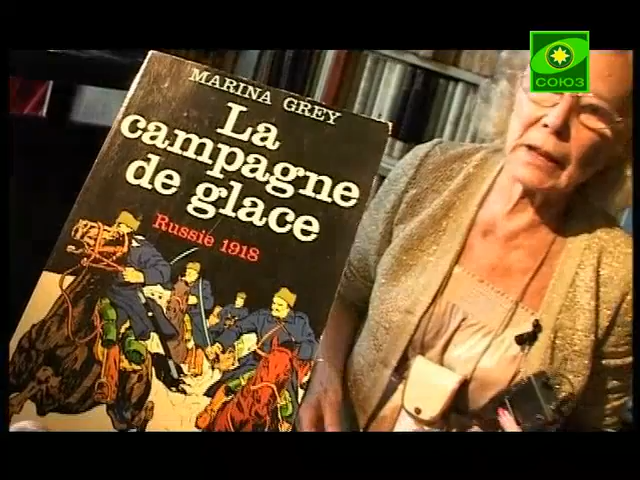 MARINA GREY
La
campagne
de glace
Russie 1918
СОЮЗ